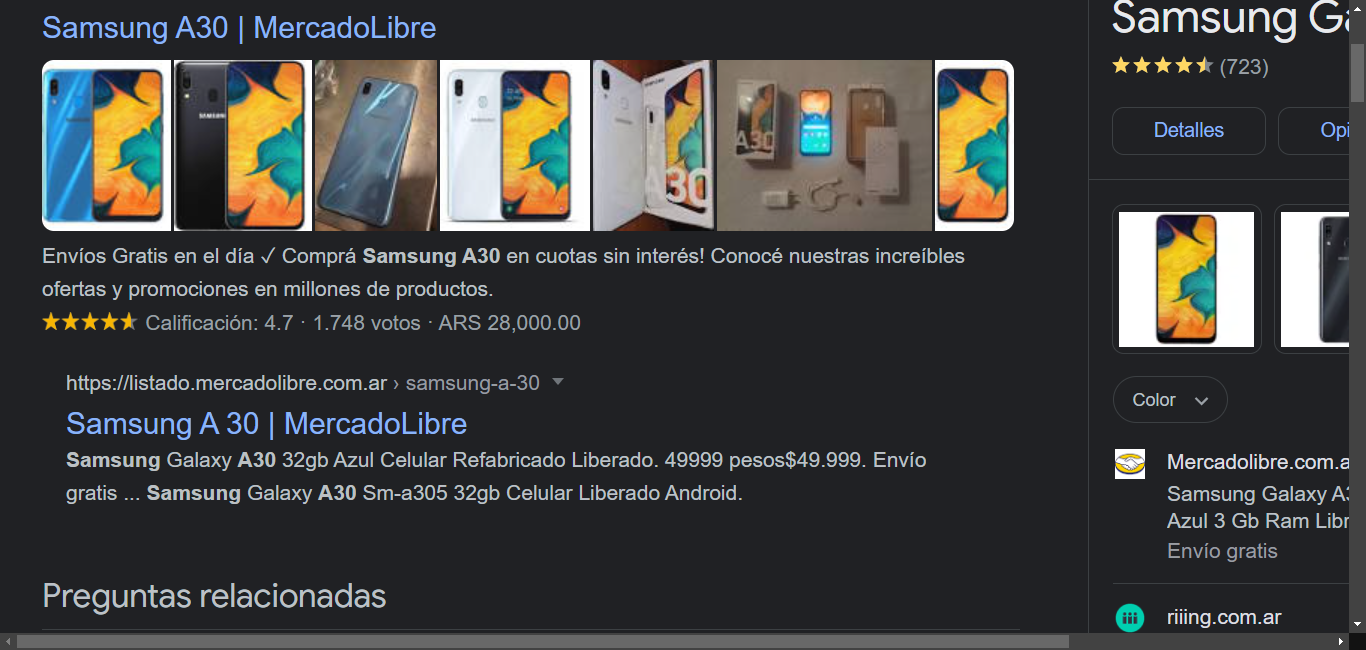 Samsung A30 | MercadoLibre
SAMSUNG
A30
A30
Envíos Gratis en el día ✓ Comprá Samsung A30 en cuotas sin interés! Conocé nuestras increíbles
ofertas y promociones en millones de productos.
Calificación: 4.7 · 1.748 votos · ARS 28,000.00
https://listado.mercadolibre.com.ar › samsung-a-30
Samsung A 30 | MercadoLibre
Samsung Galaxy A30 32gb Azul Celular Refabricado Liberado. 49999 pesos$49.999. Envío
gratis ... Samsung Galaxy A30 Sm-a305 32gb Celular Liberado Android.
Preguntas relacionadas
Samsung Ga
(723)
Detalles
Opi
Color
Mercadolibre.com.a
Samsung Galaxy A3
Azul 3 Gb Ram Libr
Envío gratis
riiing.com.ar